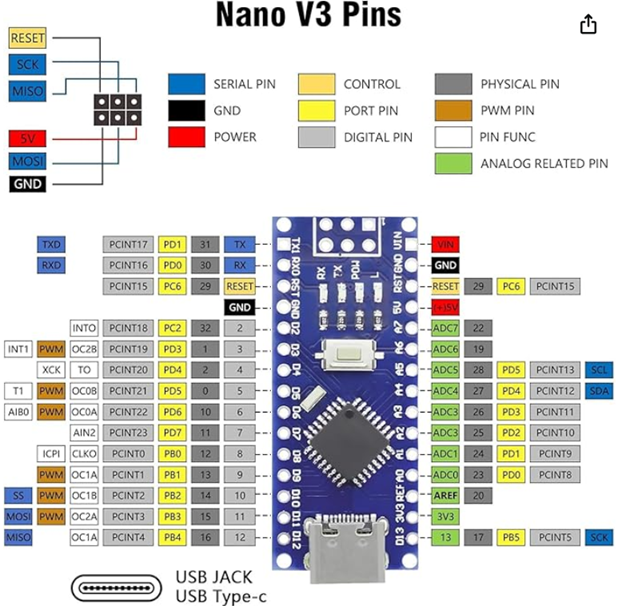 Nano V3 Pins
RESET
SCK
MISO
5V
MOSI
GND
SERIAL PIN
CONTROL
PHYSICAL PIN
GND
PORT PIN
PWM PIN
POWER
DIGITAL PIN
PIN FUNC
ANALOG RELATED PIN
TXD PCINT17 PD1 31 TX
RXD PCINT16 PD0 30 RX
PCINT15 PC6 29 RESET
GND
INTO PCINT18 PC2 32 2
INT1 PWM OC2B PCINT19 PD3 1 3
XCK TO PCINT20 PD4 2 4
T1 PWM OC0B PCINT21 PD5 0 5
AIB0 PWM OC0A PCINT22 PD6 10 6
AIN2 PCINT23 PD7 11 7
ICPI CLKO PCINT0 PB0 12 8
PWM OC1A PCINT1 PB1 13 9
SS PWM OC1B PCINT2 PB2 14 10
MOSI PWM OC2A PCINT3 PB3 15 11
MISO OC1A PCINT4 PB4 16 12
TX1 RX0 RST GND D2 D3 D4 D5 D6 D7 D8 D9 D10 D11 D12
RX TX POW L
VIN GND RST 5V A7 A6 A5 A4 A3 A2 A1 A0 REF 3V3 D13
VIN
GND
RESET 29 PC6 PCINT15
(+)5V
ADC7 22
ADC6 19
ADC5 28 PD5 PCINT13 SCL
ADC4 27 PD4 PCINT12 SDA
ADC3 26 PD3 PCINT11
ADC3 25 PD2 PCINT10
ADC1 24 PD1 PCINT9
ADC0 23 PD0 PCINT8
AREF 20
3V3
13 17 PB5 PCINT5 SCK
USB JACK
USB Type-c